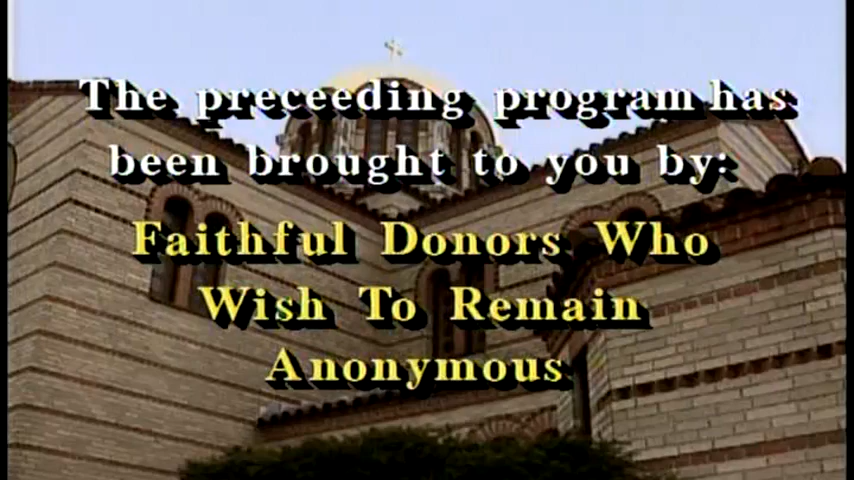 The preceeding program has
been brought to you by:
Faithful Donors Who
Wish To Remain
Anonymous